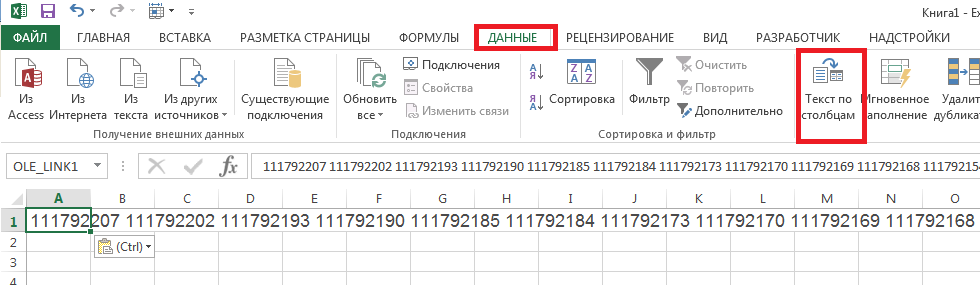 Книга1 - Ex
ФАЙЛ ГЛАВНАЯ ВСТАВКА РАЗМЕТКА СТРАНИЦЫ ФОРМУЛЫ ДАННЫЕ РЕЦЕНЗИРОВАНИЕ ВИД РАЗРАБОТЧИК НАДСТРОЙКИ
Из Access
Из Интернета
Из текста
Из других источников
Существующие подключения
Получение внешних данных
Обновить все
Подключения
Свойства
Изменить связи
Подключения
Сортировка
Фильтр
Очистить
Повторить
Дополнительно
Сортировка и фильтр
Текст по столбцам
Мгновенное
аполнение
Удалит
дубликат
OLE_LINK1 fx 111792207 111792202 111792193 111792190 111792185 111792184 111792173 111792170 111792169 111792168 11179215
A B C D E F G H I J K L M N O
1 111792207 111792202 111792193 111792190 111792185 111792184 111792173 111792170 111792169 111792168
2 (Ctrl)
3
4